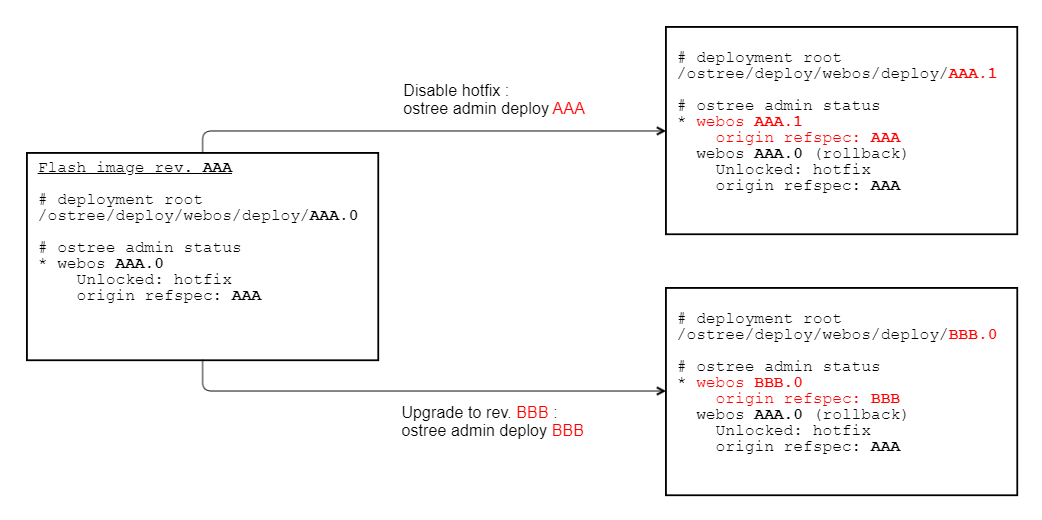 Flash image rev. AAA
# deployment root
/ostree/deploy/webos/deploy/AAA.0
# ostree admin status
* webos AAA.0
Unlocked: hotfix
origin refspec: AAA
Disable hotfix :
ostree admin deploy AAA
# deployment root
/ostree/deploy/webos/deploy/AAA.1
# ostree admin status
* webos AAA.1
origin refspec: AAA
webos AAA.0 (rollback)
Unlocked: hotfix
origin refspec: AAA
Upgrade to rev. BBB :
ostree admin deploy BBB
# deployment root
/ostree/deploy/webos/deploy/BBB.0
# ostree admin status
* webos BBB.0
origin refspec: BBB
webos AAA.0 (rollback)
Unlocked: hotfix
origin refspec: AAA